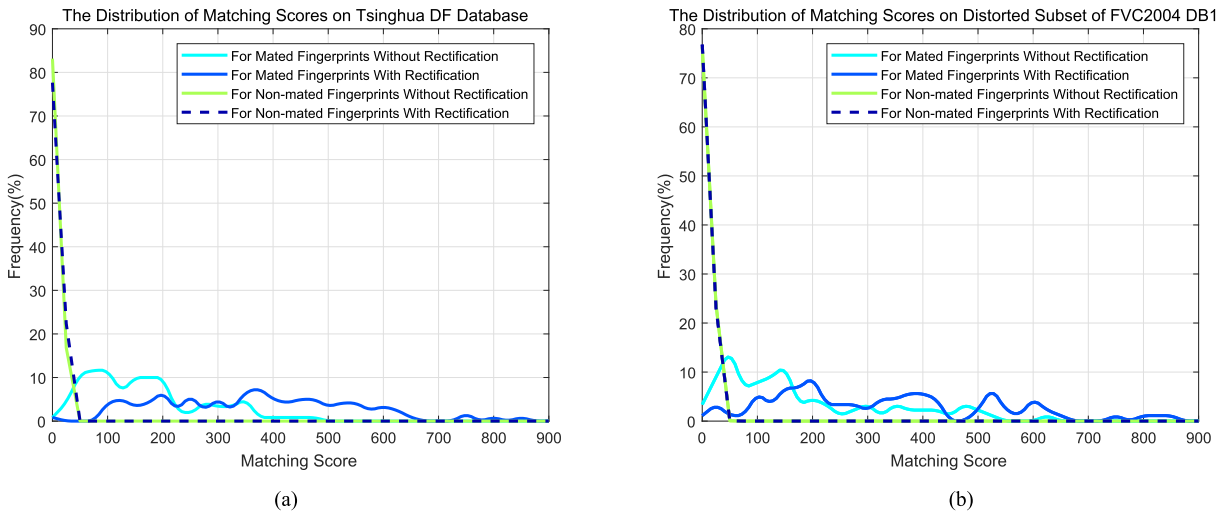 The Distribution of Matching Scores on Tsinghua DF Database
For Mated Fingerprints Without Rectification
For Mated Fingerprints With Rectification
For Non-mated Fingerprints Without Rectification
For Non-mated Fingerprints With Rectification
Frequency(%)
90
80
70
60
50
40
30
20
10
0
0 100 200 300 400 500 600 700 800 900
Matching Score
(a)
The Distribution of Matching Scores on Distorted Subset of FVC2004 DB1
For Mated Fingerprints Without Rectification
For Mated Fingerprints With Rectification
For Non-mated Fingerprints Without Rectification
For Non-mated Fingerprints With Rectification
Frequency(%)
80
70
60
50
40
30
20
10
0
0 100 200 300 400 500 600 700 800 900
Matching Score
(b)